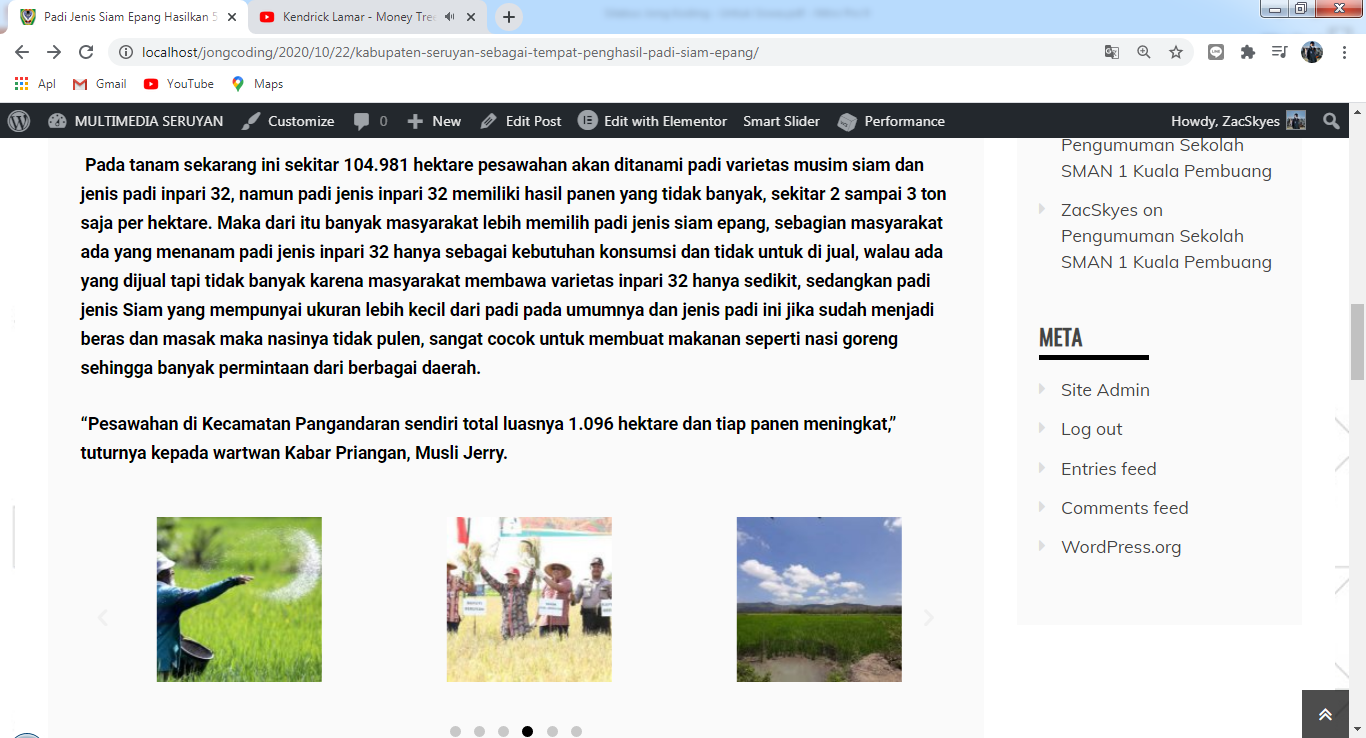 Padi Jenis Siam Epang Hasilkan 5
Kendrick Lamar - Money Tree
localhost/jongcoding/2020/10/22/kabupaten-seruyan-sebagai-tempat-penghasil-padi-siam-epang/
Apl
Gmail
YouTube
Maps
MULTIMEDIA SERUYAN
Customize
0
New
Edit Post
Edit with Elementor
Smart Slider
Performance
Howdy, ZacSkyes
Pada tanam sekarang ini sekitar 104.981 hektare pesawahan akan ditanami padi varietas musim siam dan
jenis padi inpari 32, namun padi jenis inpari 32 memiliki hasil panen yang tidak banyak, sekitar 2 sampai 3 ton
saja per hektare. Maka dari itu banyak masyarakat lebih memilih padi jenis siam epang, sebagian masyarakat
ada yang menanam padi jenis inpari 32 hanya sebagai kebutuhan konsumsi dan tidak untuk di jual, walau ada
yang dijual tapi tidak banyak karena masyarakat membawa varietas inpari 32 hanya sedikit, sedangkan padi
jenis Siam yang mempunyai ukuran lebih kecil dari padi pada umumnya dan jenis padi ini jika sudah menjadi
beras dan masak maka nasinya tidak pulen, sangat cocok untuk membuat makanan seperti nasi goreng
sehingga banyak permintaan dari berbagai daerah.
“Pesawahan di Kecamatan Pangandaran sendiri total luasnya 1.096 hektare dan tiap panen meningkat,”
tuturnya kepada wartwan Kabar Priangan, Musli Jerry.
Pengumuman Sekolah
SMAN 1 Kuala Pembuang
ZacSkyes on
Pengumuman Sekolah
SMAN 1 Kuala Pembuang
META
Site Admin
Log out
Entries feed
Comments feed
WordPress.org